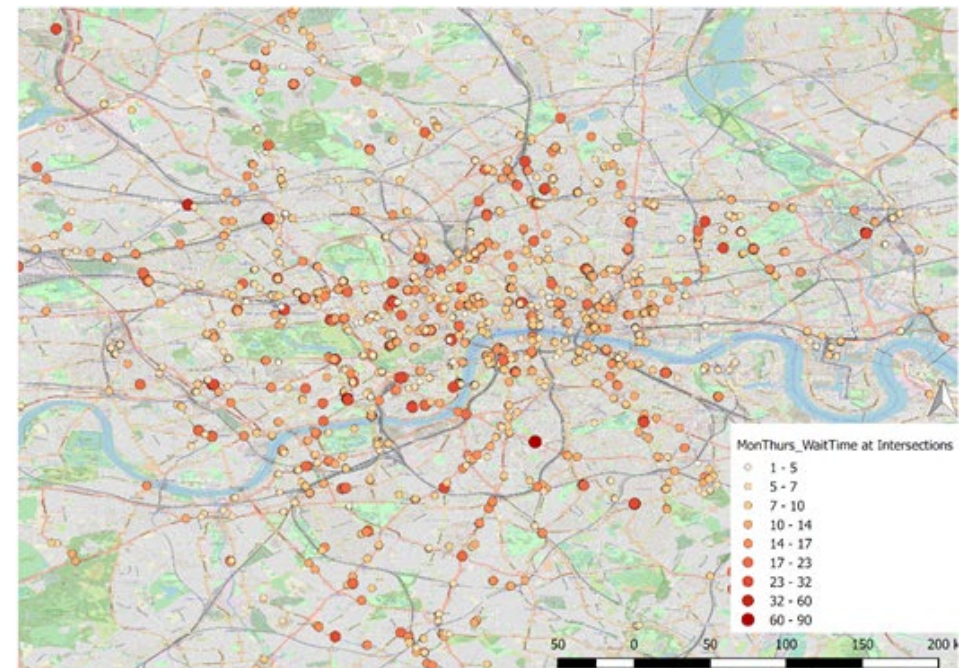 MonThurs_WaitTime at Intersections
1 - 5
5 - 7
7 - 10
10 - 14
14 - 17
17 - 23
23 - 32
32 - 60
60 - 90
50 0 50 100 150 200 k